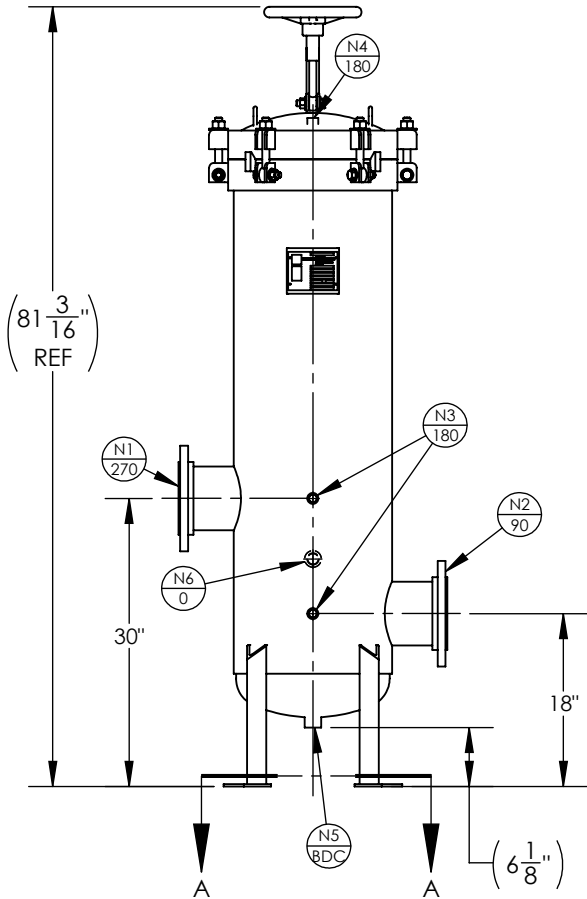 N4
180
(81 3/16"
REF)
N3
180
N1
270
N2
90
N6
0
30"
18"
N5
BDC
(6 1/8")
A
A